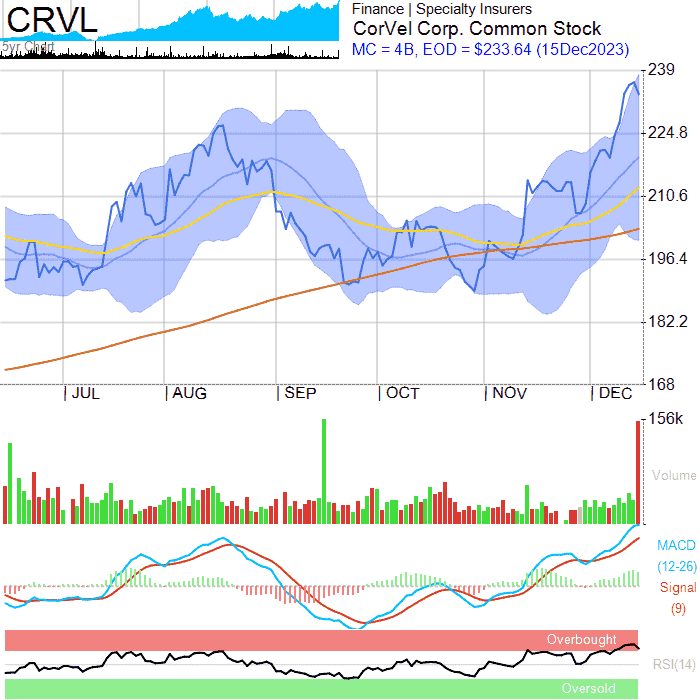 CRVL
5yr Chart
Finance | Specialty Insurers
CorVel Corp. Common Stock
MC = 4B, EOD = $233.64 (15Dec2023)
239
224.8
210.6
196.4
182.2
168
JUL
AUG
SEP
OCT
NOV
DEC
156k
Volume
MACD
(12-26)
Signal
(9)
Overbought
RSI(14)
Oversold